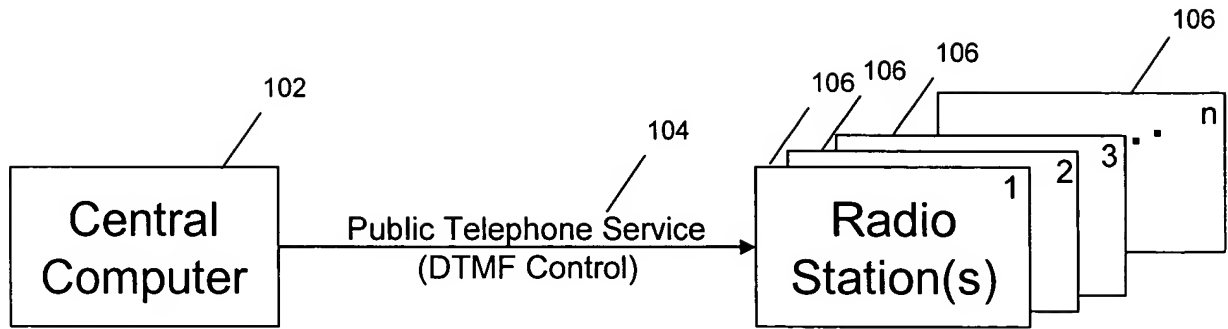 106
106
106
102
104
n
3
2
1
Central
Computer
Public Telephone Service
(DTMF Control)
Radio
Station(s)
106